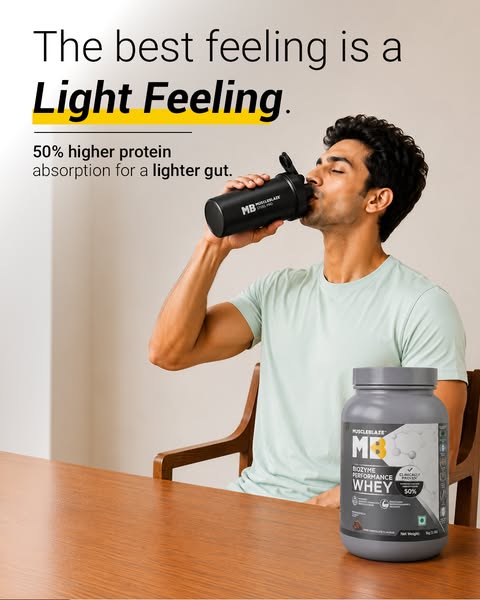 The best feeling is a
Light Feeling.
50% higher protein
absorption for a lighter gut.
MB MUSCLEBLAZE
MUSCLEBLAZE
MB
BIOZYME
PERFORMANCE
WHEY
CLINICALLY
PROVEN
50%
Net Weight: